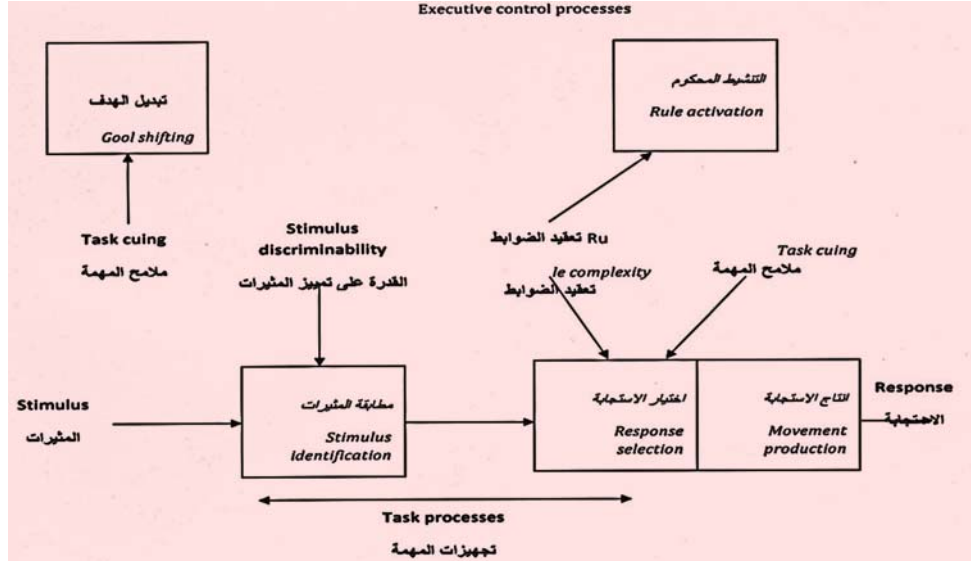 Executive control processes
تبديل الهدف
Gool shifting
التنشيط المحكوم
Rule activation
Task cuing
ملامح المهمة
Stimulus
discriminability
القدرة على تمييز المثيرات
Ru تعقيد الضوابط
le complexity
تعقيد الضوابط
Task cuing
ملامح المهمة
Stimulus
المثيرات
مطابقة المثيرات
Stimulus
identification
اختيار الاستجابة
Response
selection
انتاج الاستجابة
Movement
production
Response
الاحتجابة
Task processes
تجهيزات المهمة